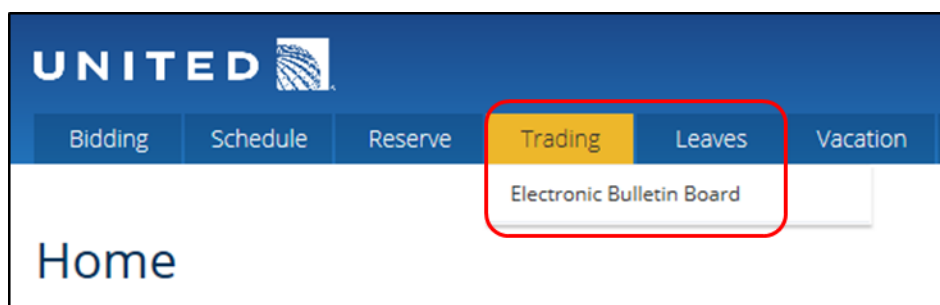 UNITED
Bidding Schedule Reserve Trading Leaves Vacation
Electronic Bulletin Board
Home